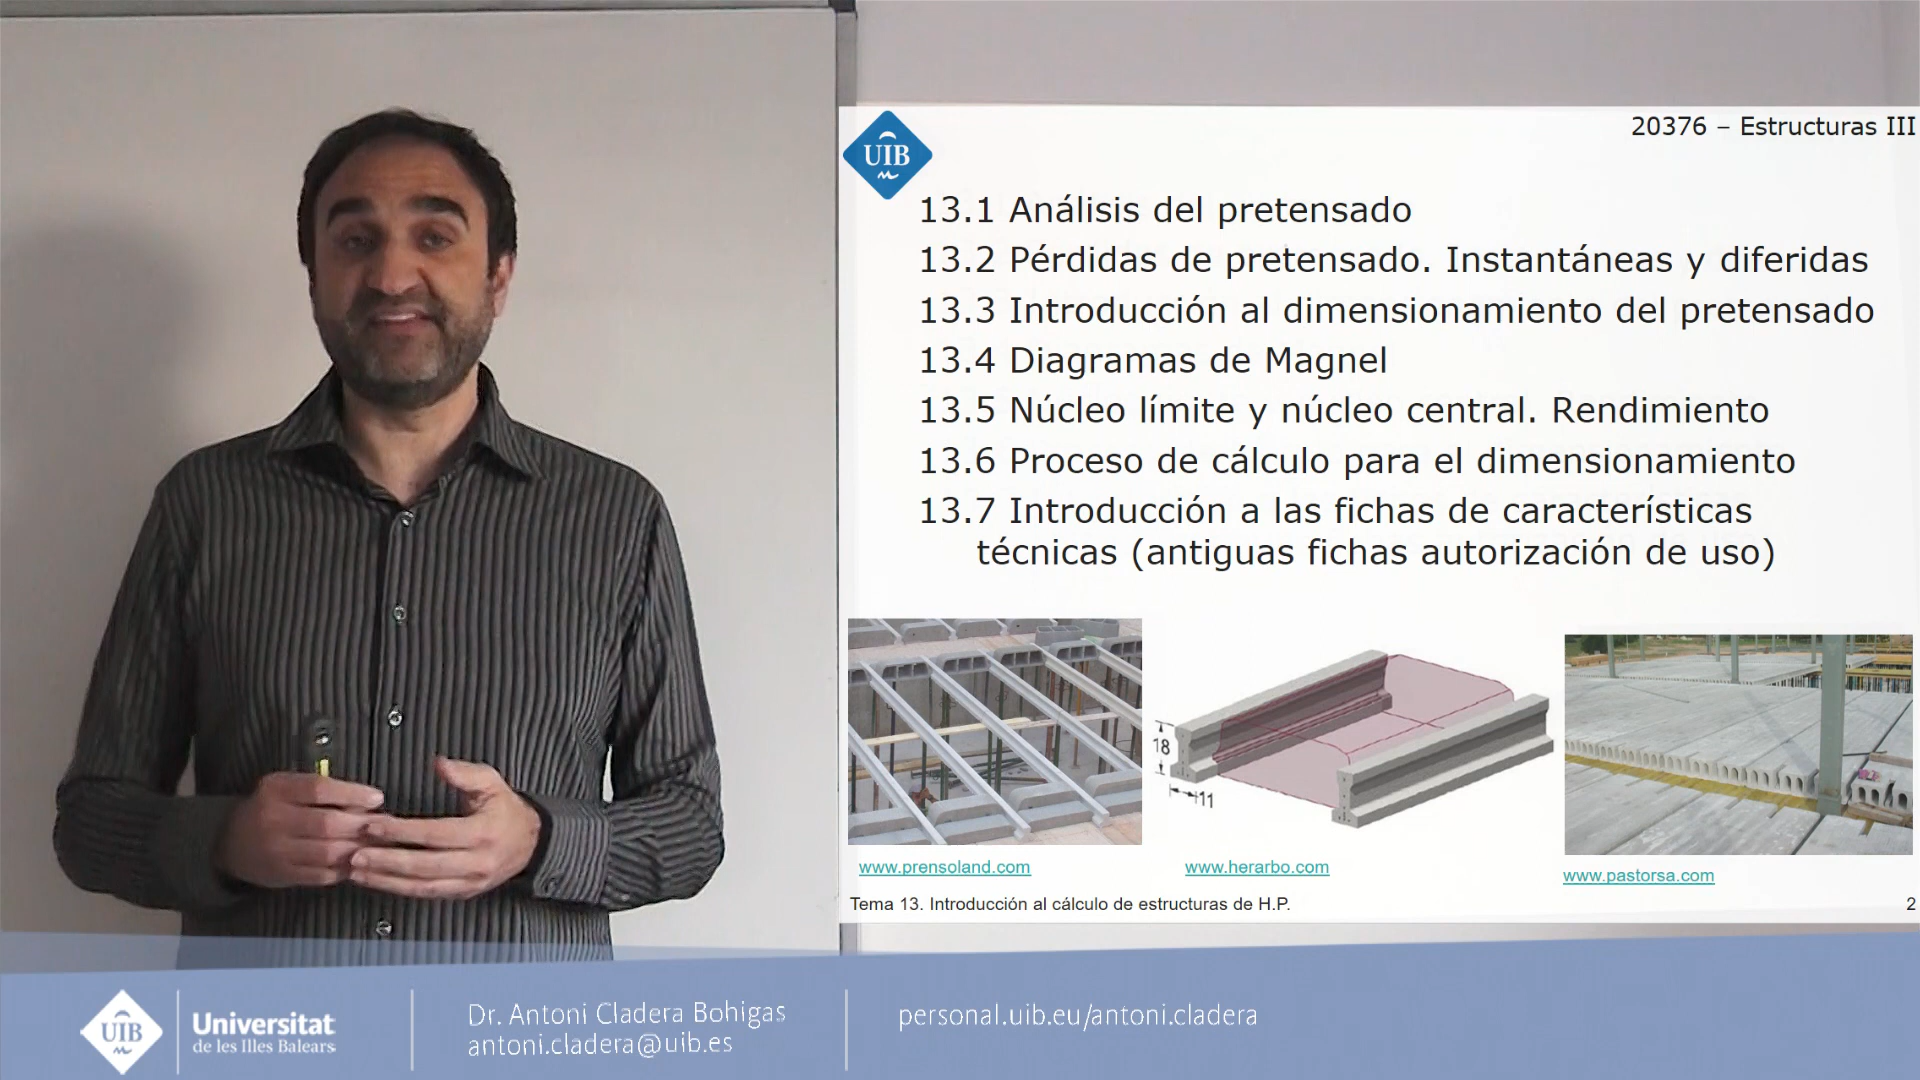 20376 – Estructuras III
UIB
13.1 Análisis del pretensado
13.2 Pérdidas de pretensado. Instantáneas y diferidas
13.3 Introducción al dimensionamiento del pretensado
13.4 Diagramas de Magnel
13.5 Núcleo límite y núcleo central. Rendimiento
13.6 Proceso de cálculo para el dimensionamiento
13.7 Introducción a las fichas de características
técnicas (antiguas fichas autorización de uso)
18
11
www.prensoland.com
www.herarbo.com
www.pastorsa.com
Tema 13. Introducción al cálculo de estructuras de H.P.
2
UIB
Universitat
de les Illes Balears
Dr. Antoni Cladera Bohigas
antoni.cladera@uib.es
personal.uib.eu/antoni.cladera